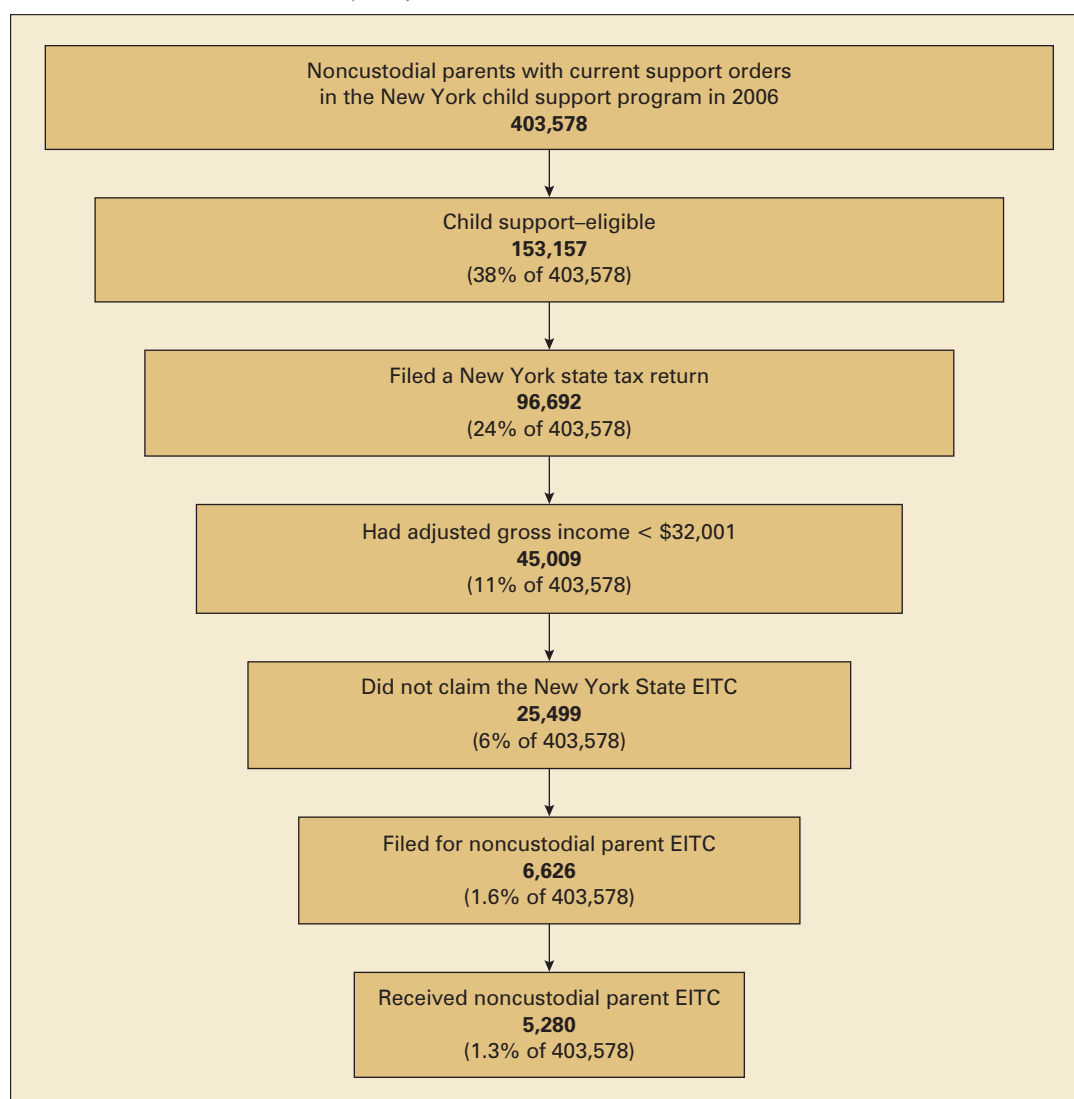 Noncustodial parents with current support orders
in the New York child support program in 2006
403,578
Child support–eligible
153,157
(38% of 403,578)
Filed a New York state tax return
96,692
(24% of 403,578)
Had adjusted gross income < $32,001
45,009
(11% of 403,578)
Did not claim the New York State EITC
25,499
(6% of 403,578)
Filed for noncustodial parent EITC
6,626
(1.6% of 403,578)
Received noncustodial parent EITC
5,280
(1.3% of 403,578)